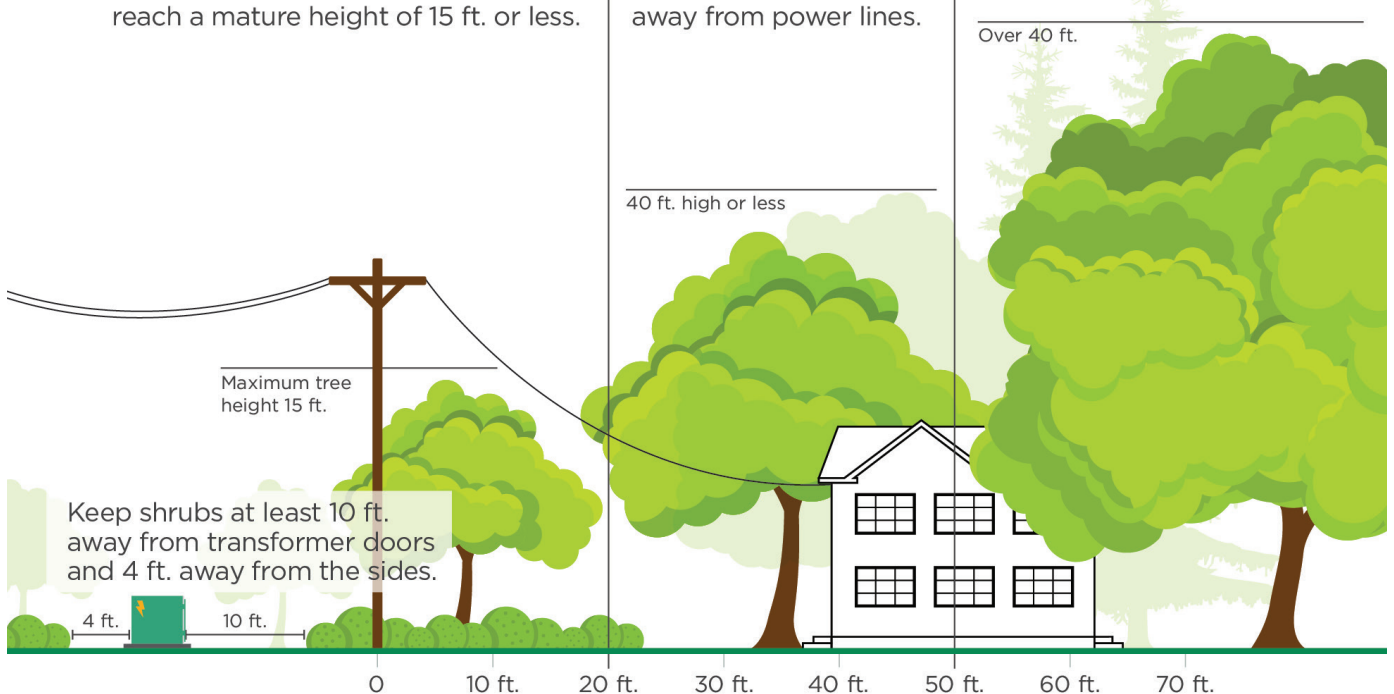 reach a mature height of 15 ft. or less.
away from power lines.
Over 40 ft.
40 ft. high or less
Maximum tree
height 15 ft.
Keep shrubs at least 10 ft.
away from transformer doors
and 4 ft. away from the sides.
4 ft.
10 ft.
0
10 ft.
20 ft.
30 ft.
40 ft.
50 ft.
60 ft.
70 ft.